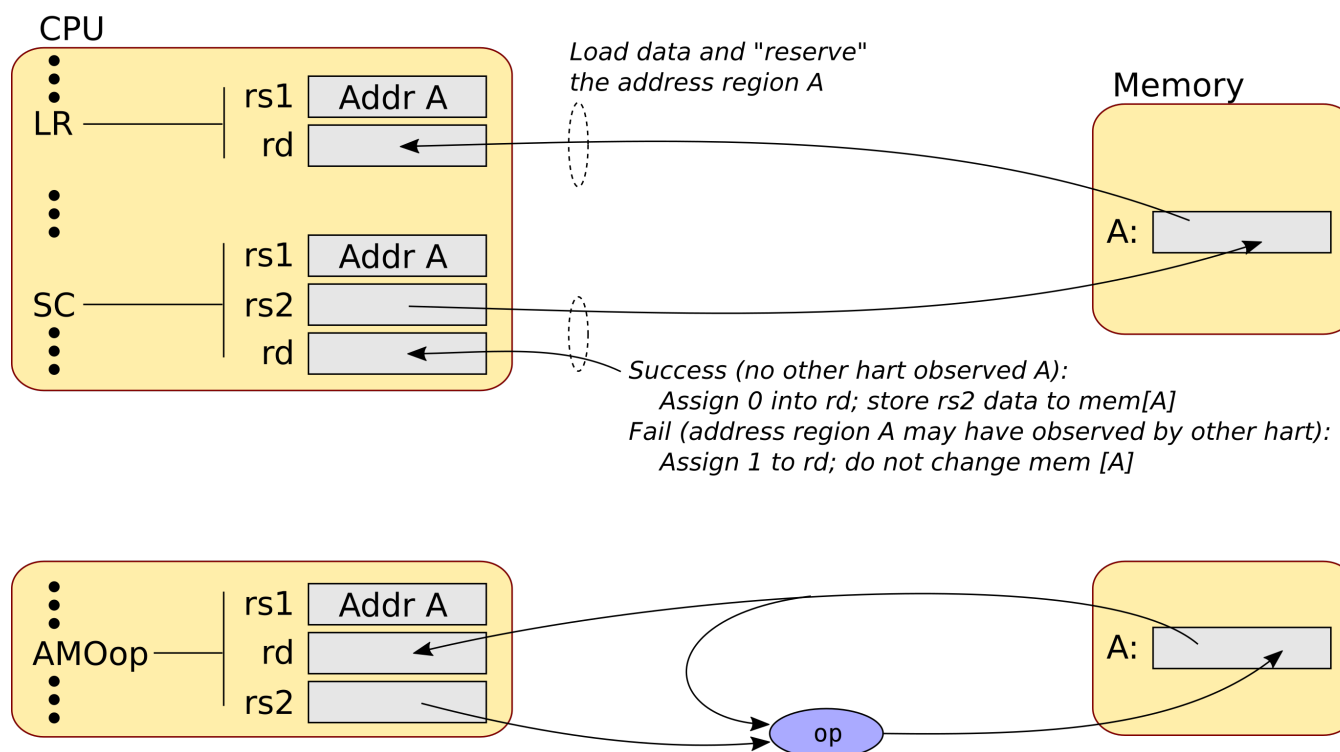 CPU
Load data and "reserve"
the address region A
Memory
LR
rs1
Addr A
rd
A:
SC
rs1
Addr A
rs2
rd
Success (no other hart observed A):
Assign 0 into rd; store rs2 data to mem[A]
Fail (address region A may have observed by other hart):
Assign 1 to rd; do not change mem [A]
AMOop
rs1
Addr A
rd
rs2
A:
op